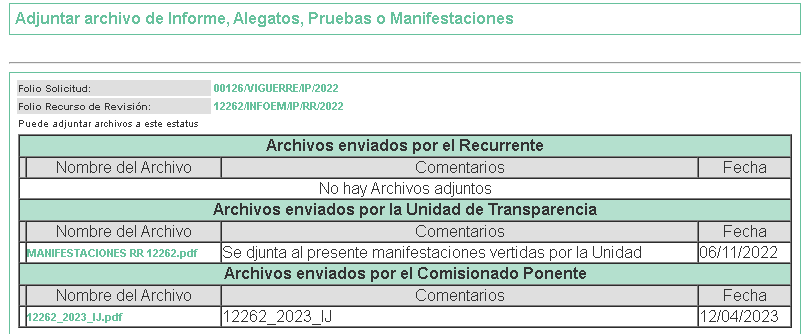 Adjuntar archivo de Informe, Alegatos, Pruebas o Manifestaciones
Folio Solicitud: 00126/VIGUERRE/IP/2022
Folio Recurso de Revisión: 12262/INFOEM/IP/RR/2022
Puede adjuntar archivos a este estatus
Archivos enviados por el Recurrente
Nombre del Archivo Comentarios Fecha
No hay Archivos adjuntos
Archivos enviados por la Unidad de Transparencia
Nombre del Archivo Comentarios Fecha
MANIFESTACIONES RR 12262.pdf Se djunta al presente manifestaciones vertidas por la Unidad 06/11/2022
Archivos enviados por el Comisionado Ponente
Nombre del Archivo Comentarios Fecha
12262_2023_IJ.pdf 12262_2023_IJ 12/04/2023